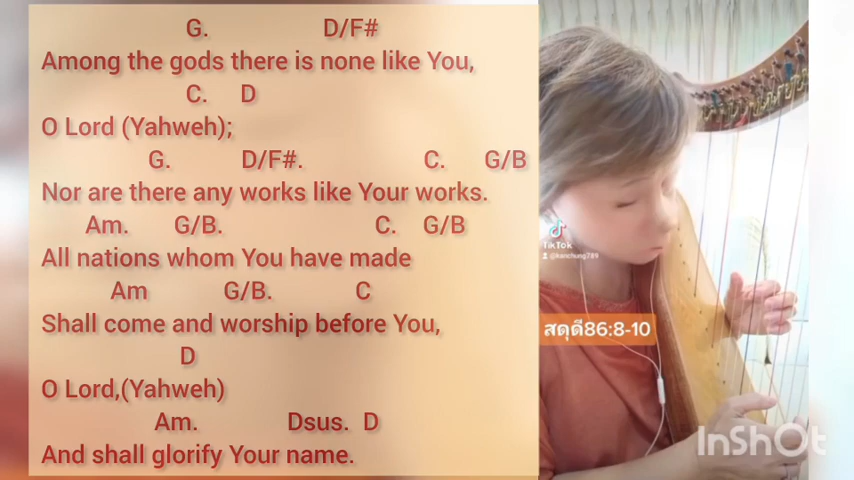 G. D/F#
Among the gods there is none like You,
C. D
O Lord (Yahweh);
G. D/F#. C. G/B
Nor are there any works like Your works.
Am. G/B. C. G/B
All nations whom You have made
Am G/B. C
Shall come and worship before You,
D
O Lord,(Yahweh)
Am. Dsus. D
And shall glorify Your name.
TikTok
@kwnchung789
สดุดี86:8-10
InShOt